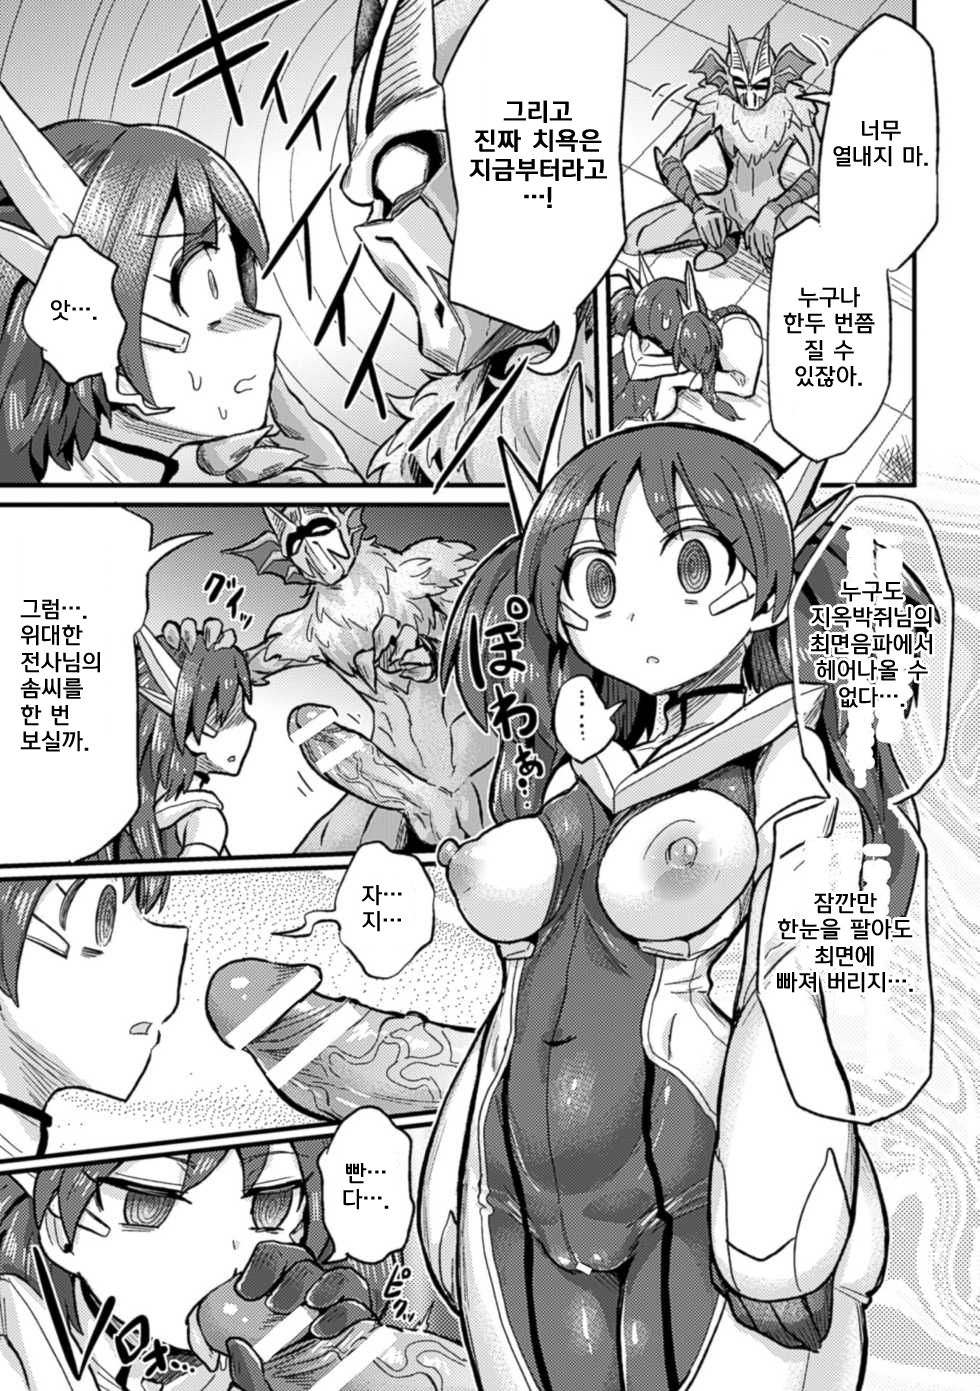 너무
열내지 마.
누구나
한두 번쯤
질 수
있잖아.
그리고
진짜 치욕은
지금부터라고
…!
ギイイイン
앗….
누구도
지옥박쥐님의
최면음파에서
헤어나올 수
없다….
……
ぽわぁ…
잠깐만
한눈을 팔아도
최면에
빠져 버리지….
그럼….
위대한
전사님의
솜씨를
한 번
보실까.
グイッ
자…
지…
빤…
다….
ピクッ